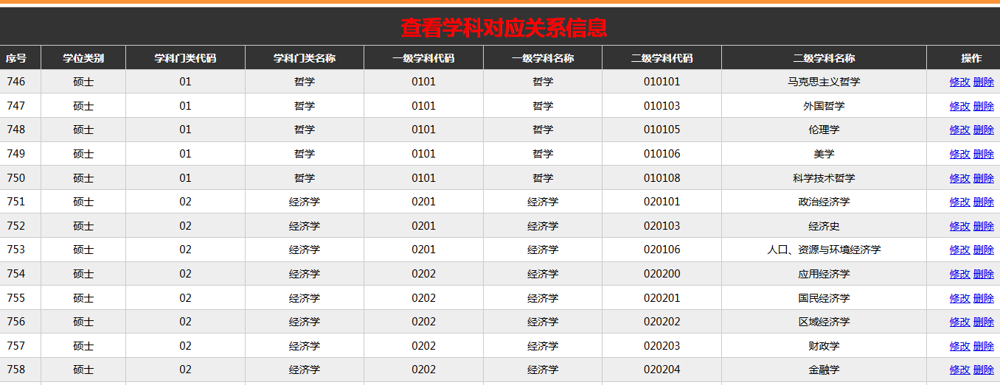 查看学科对应关系信息
序号 学位类别 学科门类代码 学科门类名称 一级学科代码 一级学科名称 二级学科代码 二级学科名称 操作
746 硕士 01 哲学 0101 哲学 010101 马克思主义哲学 修改 删除
747 硕士 01 哲学 0101 哲学 010103 外国哲学 修改 删除
748 硕士 01 哲学 0101 哲学 010105 伦理学 修改 删除
749 硕士 01 哲学 0101 哲学 010106 美学 修改 删除
750 硕士 01 哲学 0101 哲学 010108 科学技术哲学 修改 删除
751 硕士 02 经济学 0201 经济学 020101 政治经济学 修改 删除
752 硕士 02 经济学 0201 经济学 020103 经济史 修改 删除
753 硕士 02 经济学 0201 经济学 020106 人口、资源与环境经济学 修改 删除
754 硕士 02 经济学 0202 经济学 020200 应用经济学 修改 删除
755 硕士 02 经济学 0202 经济学 020201 国民经济学 修改 删除
756 硕士 02 经济学 0202 经济学 020202 区域经济学 修改 删除
757 硕士 02 经济学 0202 经济学 020203 财政学 修改 删除
758 硕士 02 经济学 0202 经济学 020204 金融学 修改 删除